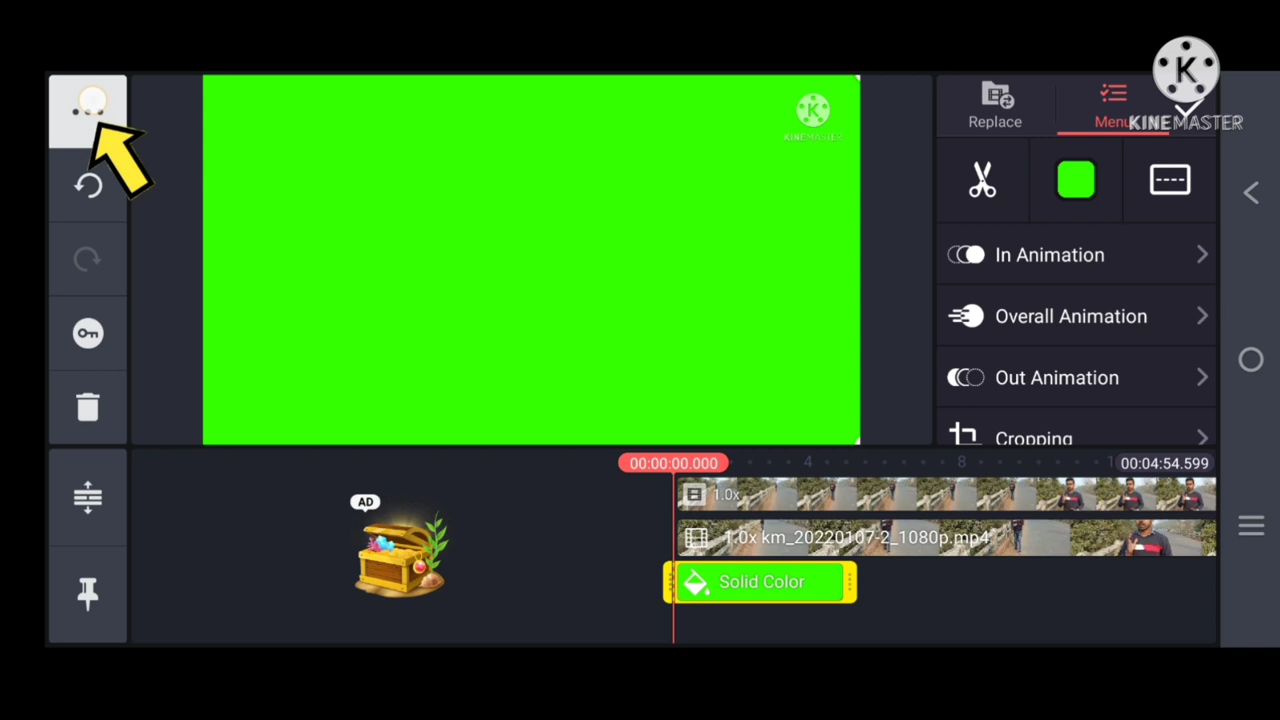 KINEMASTER
Replace
Menu
KINEMASTER
In Animation
Overall Animation
Out Animation
Cropping
00:00:00.000
4
8
1
00:04:54.599
AD
1.0x
1.0x km_20220107-2_1080p.mp4
Solid Color